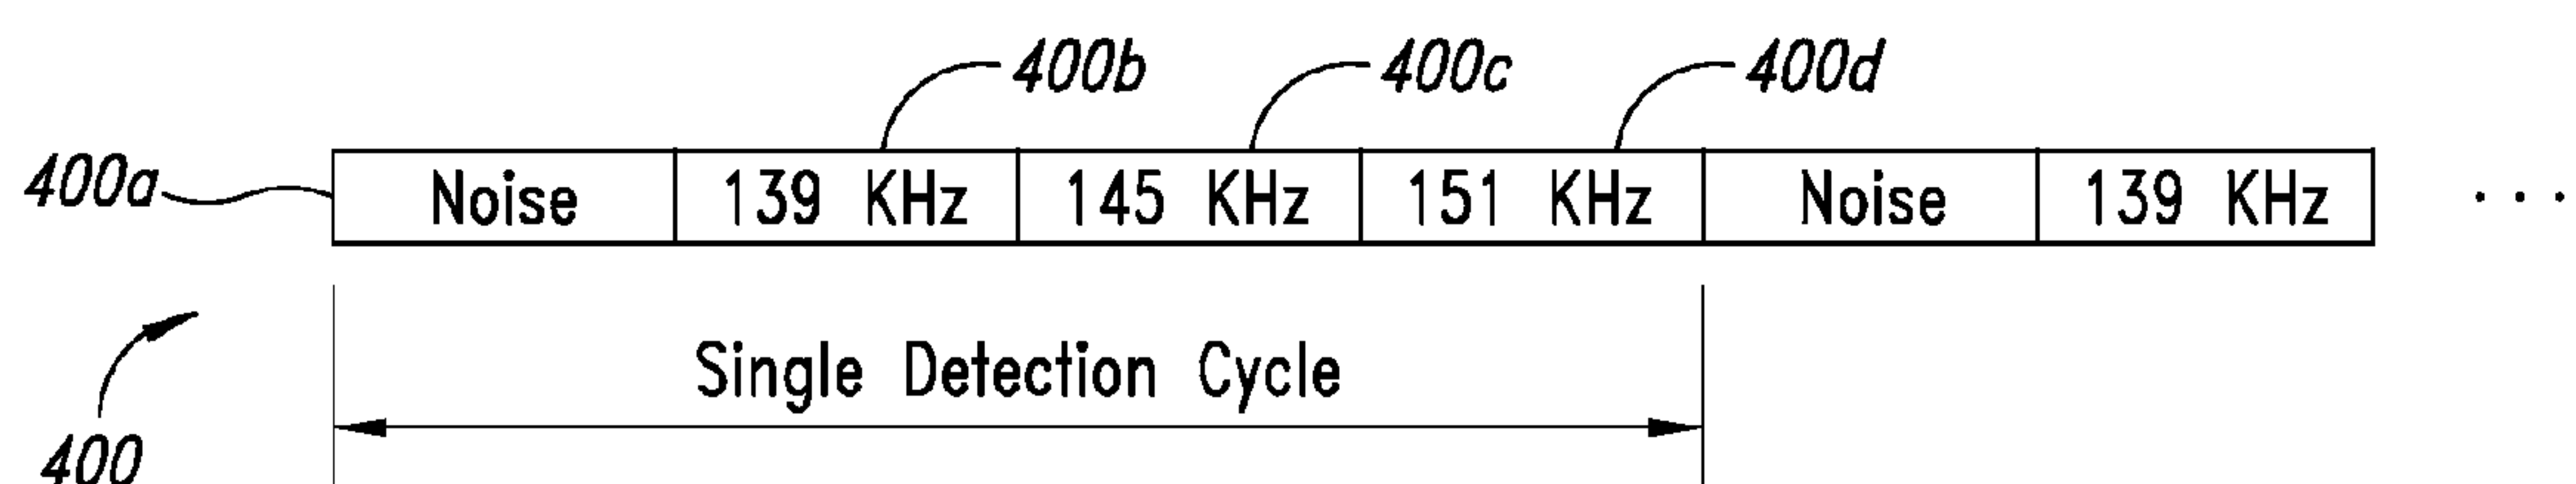 400b 400c 400d
400a Noise 139 KHz 145 KHz 151 KHz Noise 139 KHz . . .
Single Detection Cycle
400